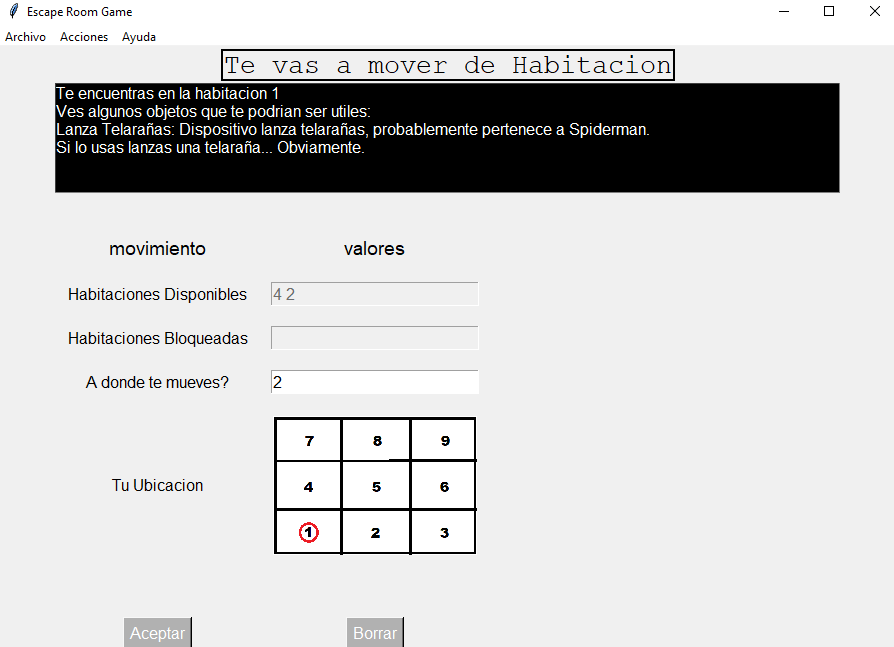 Escape Room Game
Archivo Acciones Ayuda
Te vas a mover de Habitacion
Te encuentras en la habitacion 1
Ves algunos objetos que te podrian ser utiles:
Lanza Telarañas: Dispositivo lanza telarañas, probablemente pertenece a Spiderman.
Si lo usas lanzas una telaraña... Obviamente.
movimiento valores
Habitaciones Disponibles 4 2
Habitaciones Bloqueadas
A donde te mueves? 2
7 8 9
Tu Ubicacion 4 5 6
1 2 3
Aceptar Borrar